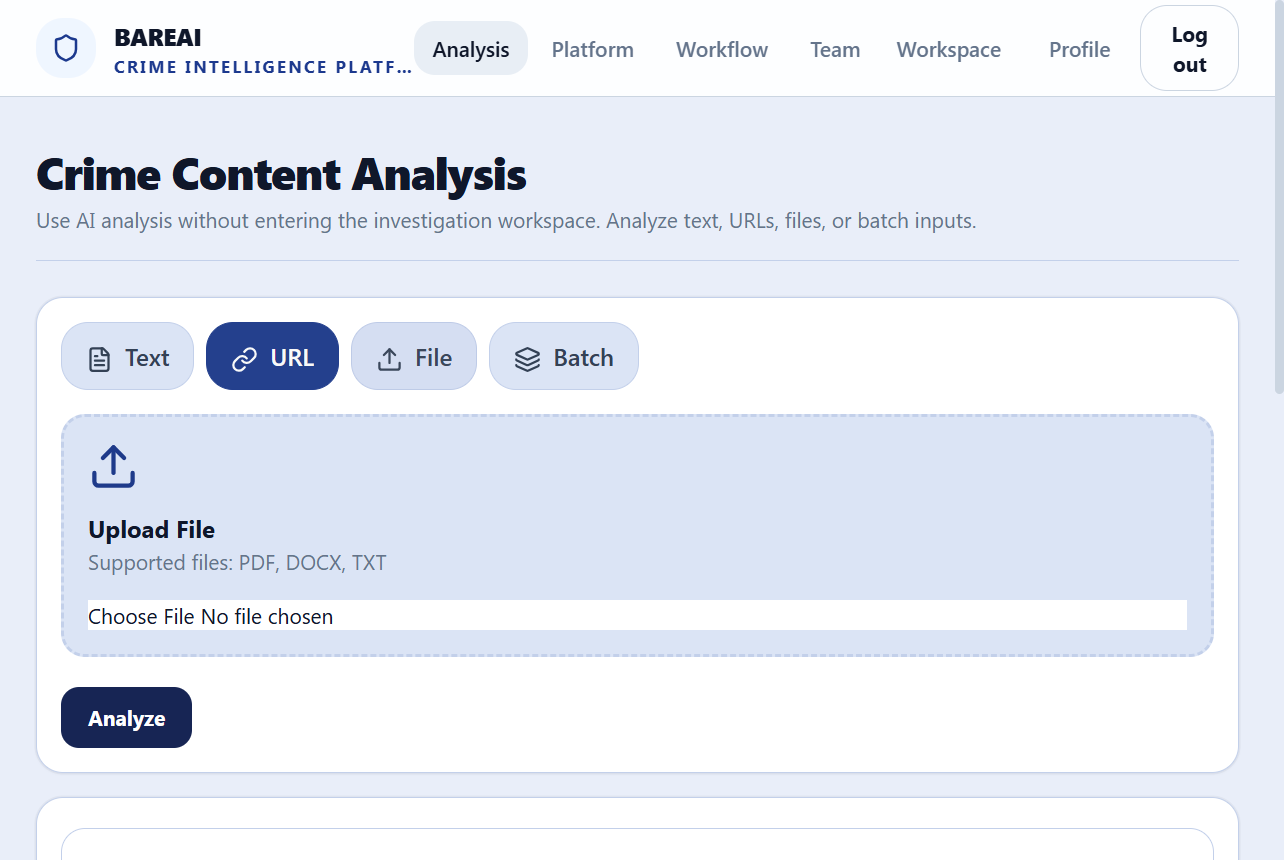 BAREAI
CRIME INTELLIGENCE PLATF...
Analysis
Platform
Workflow
Team
Workspace
Profile
Log
out
Crime Content Analysis
Use AI analysis without entering the investigation workspace. Analyze text, URLs, files, or batch inputs.
Text
URL
File
Batch
Upload File
Supported files: PDF, DOCX, TXT
Choose File No file chosen
Analyze